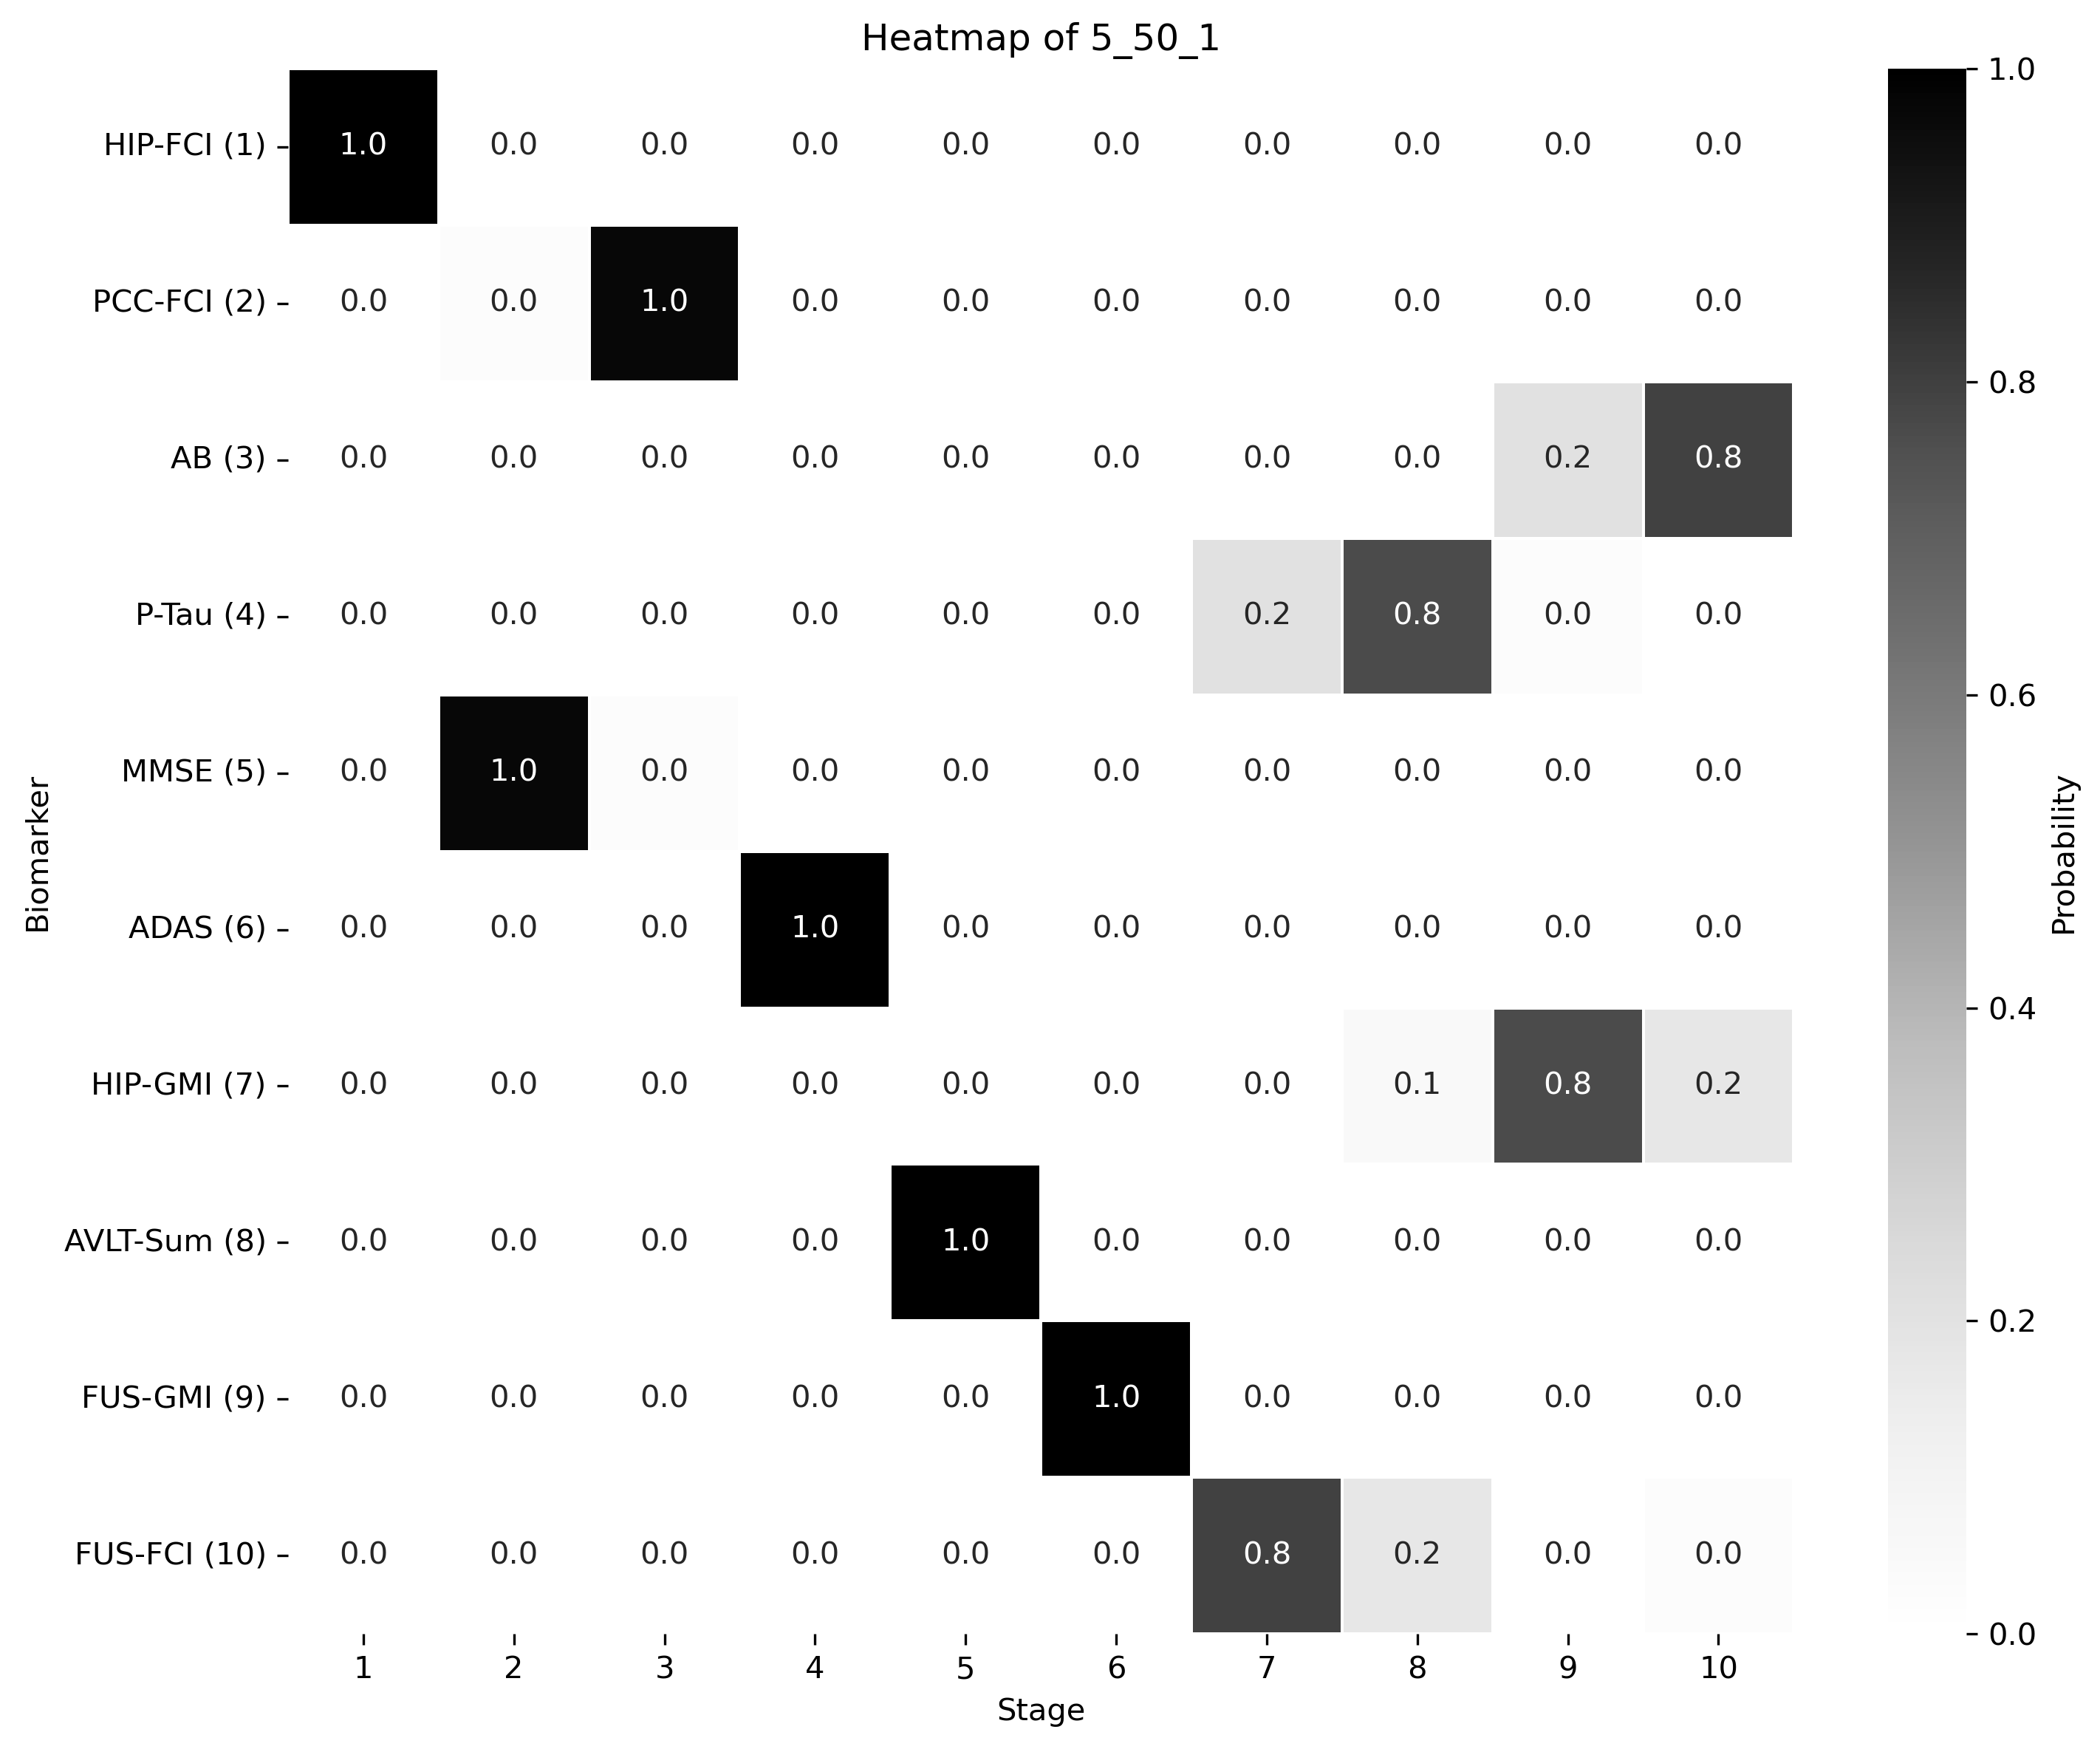 Heatmap of 5_50_1
HIP-FCI (1) 1.0 0.0 0.0 0.0 0.0 0.0 0.0 0.0 0.0 0.0
PCC-FCI (2) 0.0 0.0 1.0 0.0 0.0 0.0 0.0 0.0 0.0 0.0
AB (3) 0.0 0.0 0.0 0.0 0.0 0.0 0.0 0.0 0.2 0.8
P-Tau (4) 0.0 0.0 0.0 0.0 0.0 0.0 0.2 0.8 0.0 0.0
MMSE (5) 0.0 1.0 0.0 0.0 0.0 0.0 0.0 0.0 0.0 0.0
ADAS (6) 0.0 0.0 0.0 1.0 0.0 0.0 0.0 0.0 0.0 0.0
HIP-GMI (7) 0.0 0.0 0.0 0.0 0.0 0.0 0.0 0.1 0.8 0.2
AVLT-Sum (8) 0.0 0.0 0.0 0.0 1.0 0.0 0.0 0.0 0.0 0.0
FUS-GMI (9) 0.0 0.0 0.0 0.0 0.0 1.0 0.0 0.0 0.0 0.0
FUS-FCI (10) 0.0 0.0 0.0 0.0 0.0 0.0 0.8 0.2 0.0 0.0
1 2 3 4 5 6 7 8 9 10
Stage
Biomarker
1.0
0.8
0.6
0.4
0.2
0.0
Probability